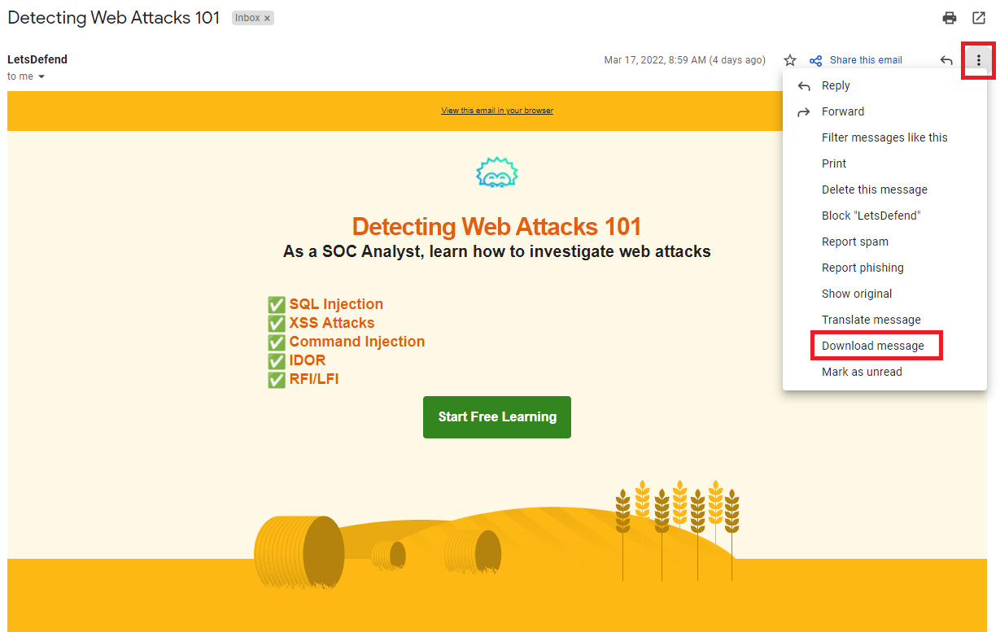 Detecting Web Attacks 101 Inbox ×
LetsDefend Mar 17, 2022, 8:59 AM (4 days ago) Share this email
to me
View this email in your browser
Detecting Web Attacks 101
As a SOC Analyst, learn how to investigate web attacks
SQL Injection
XSS Attacks
Command Injection
IDOR
RFI/LFI
Start Free Learning
Reply
Forward
Filter messages like this
Print
Delete this message
Block "LetsDefend"
Report spam
Report phishing
Show original
Translate message
Download message
Mark as unread